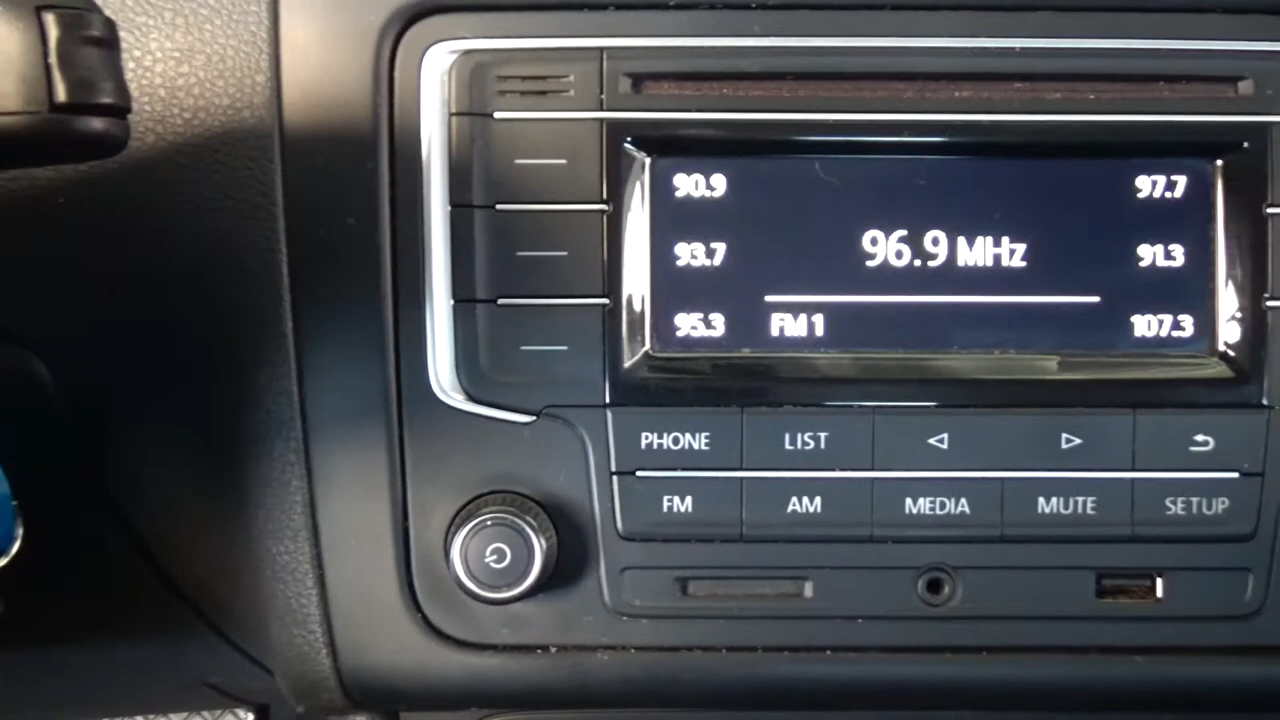 90.9 97.7
93.7 96.9 MHz 91.3
95.3 FM 1 107.3
PHONE LIST
FM AM MEDIA MUTE SETUP